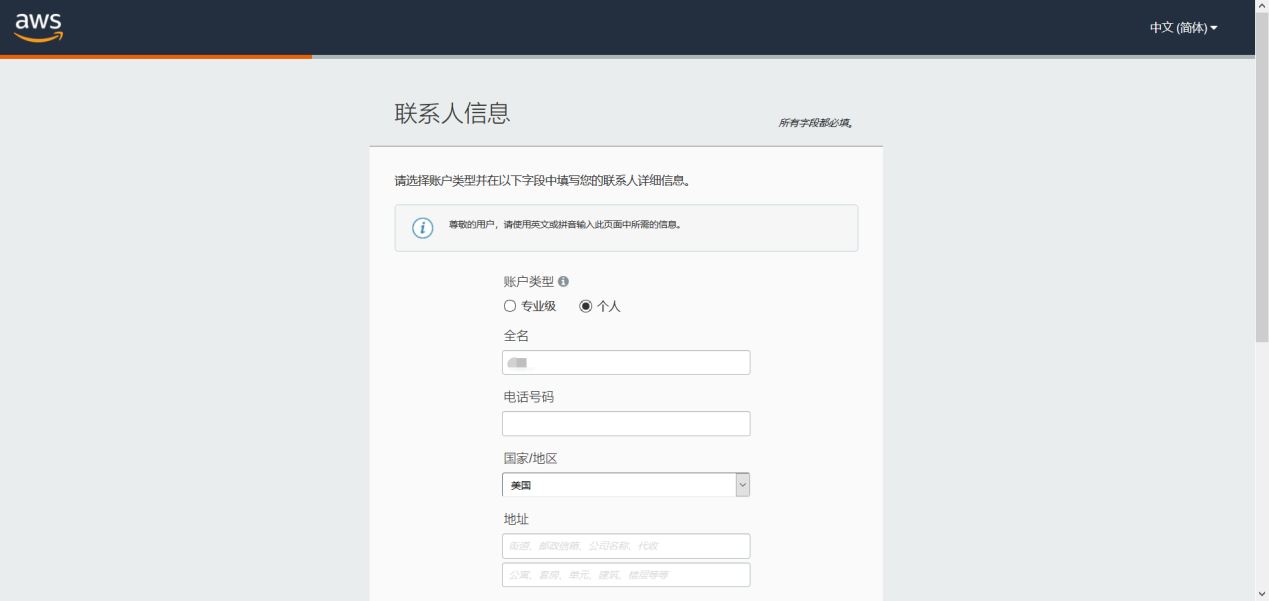 aws
中文 (简体)
联系人信息
所有字段都必填。
请选择账户类型并在以下字段中填写您的联系人详细信息。
尊敬的用户，请使用英文或拼音输入此页面中所需的信息。
账户类型
专业级 个人
全名
电话号码
国家/地区
美国
地址
街道、邮政信箱、公司名称、代收
公寓、套房、单元、建筑、楼层等等